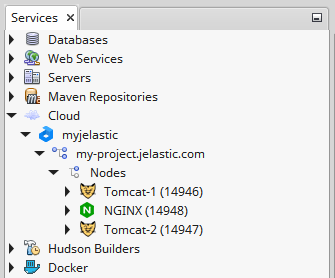 Services
Databases
Web Services
Servers
Maven Repositories
Cloud
myjelastic
my-project.jelastic.com
Nodes
Tomcat-1 (14946)
NGINX (14948)
Tomcat-2 (14947)
Hudson Builders
Docker